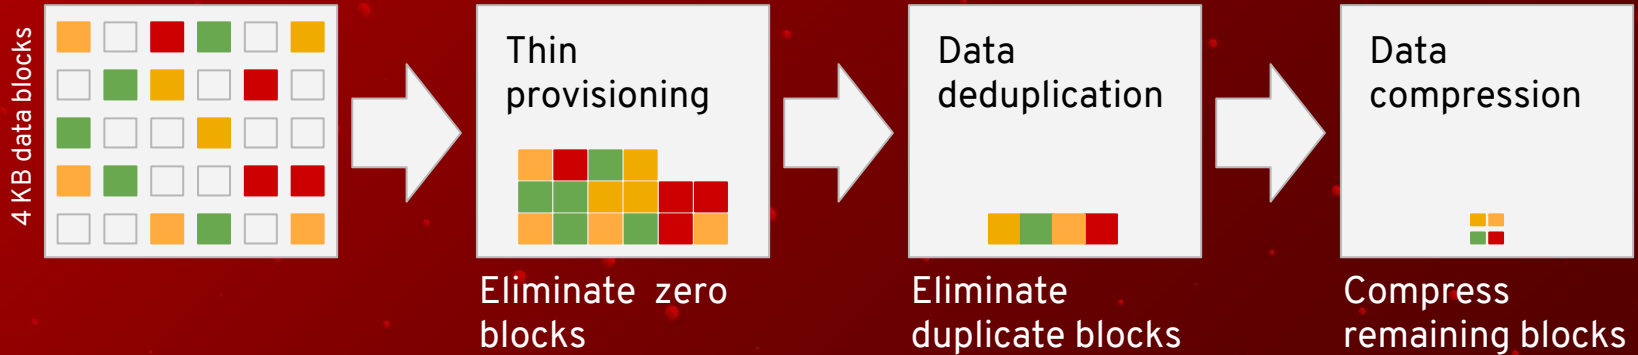 4 KB data blocks
Thin
provisioning
Eliminate zero
blocks
Data
deduplication
Eliminate
duplicate blocks
Data
compression
Compress
remaining blocks